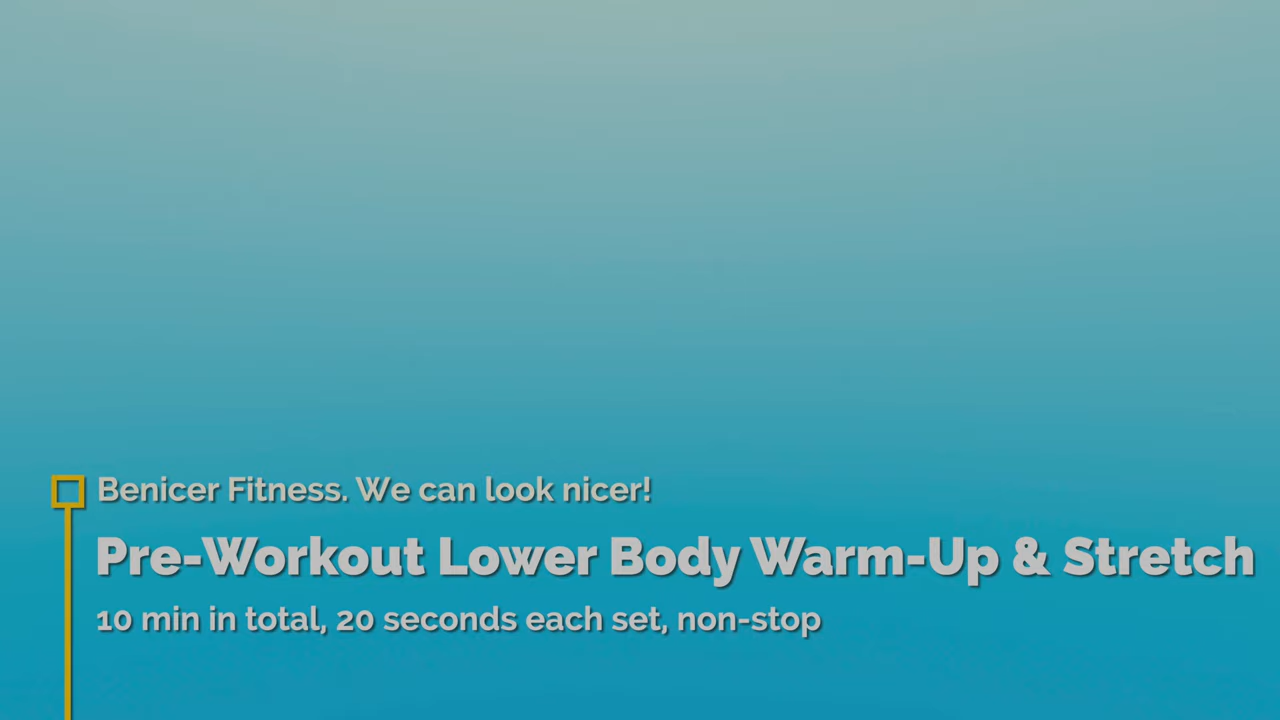 Benicer Fitness. We can look nicer!
Pre-Workout Lower Body Warm-Up & Stretch
10 min in total, 20 seconds each set, non-stop